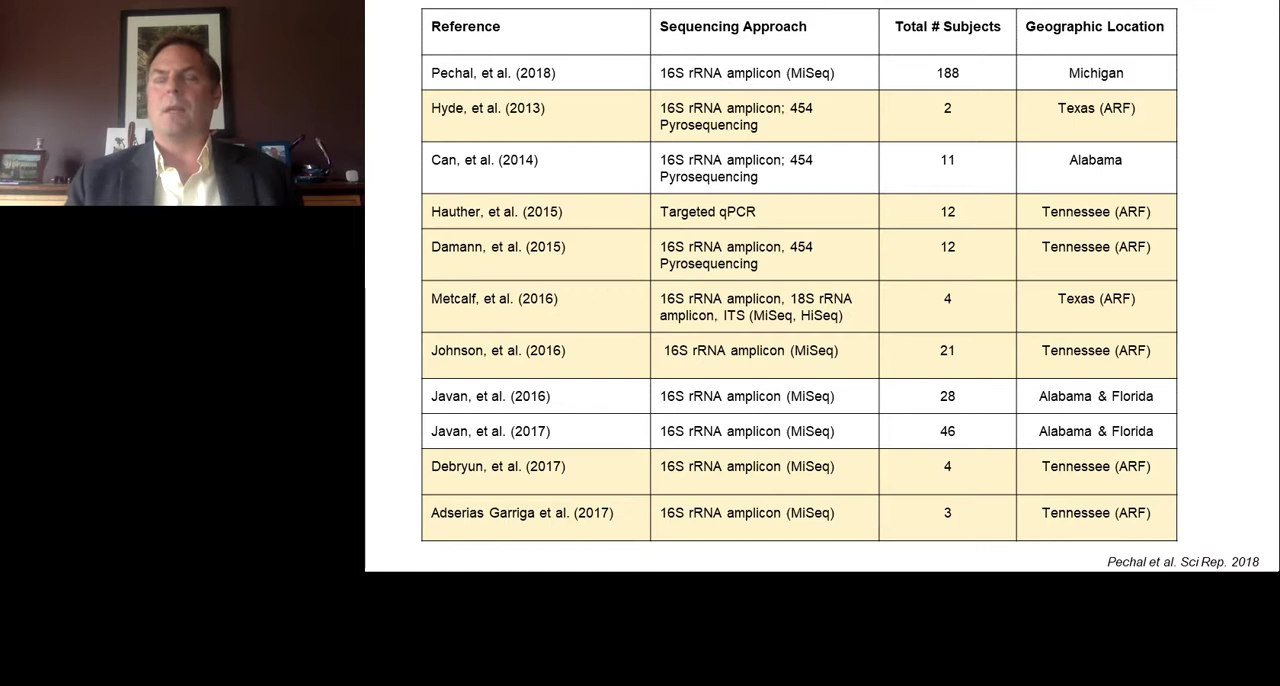 Reference Sequencing Approach Total # Subjects Geographic Location
Pechal, et al. (2018) 16S rRNA amplicon (MiSeq) 188 Michigan
Hyde, et al. (2013) 16S rRNA amplicon; 454 2 Texas (ARF)
Pyrosequencing
Can, et al. (2014) 16S rRNA amplicon; 454 11 Alabama
Pyrosequencing
Hauther, et al. (2015) Targeted qPCR 12 Tennessee (ARF)
Damann, et al. (2015) 16S rRNA amplicon, 454 12 Tennessee (ARF)
Pyrosequencing
Metcalf, et al. (2016) 16S rRNA amplicon, 18S rRNA 4 Texas (ARF)
amplicon, ITS (MiSeq, HiSeq)
Johnson, et al. (2016) 16S rRNA amplicon (MiSeq) 21 Tennessee (ARF)
Javan, et al. (2016) 16S rRNA amplicon (MiSeq) 28 Alabama & Florida
Javan, et al. (2017) 16S rRNA amplicon (MiSeq) 46 Alabama & Florida
Debryun, et al. (2017) 16S rRNA amplicon (MiSeq) 4 Tennessee (ARF)
Adserias Garriga et al. (2017) 16S rRNA amplicon (MiSeq) 3 Tennessee (ARF)
Pechal et al. Sci Rep. 2018